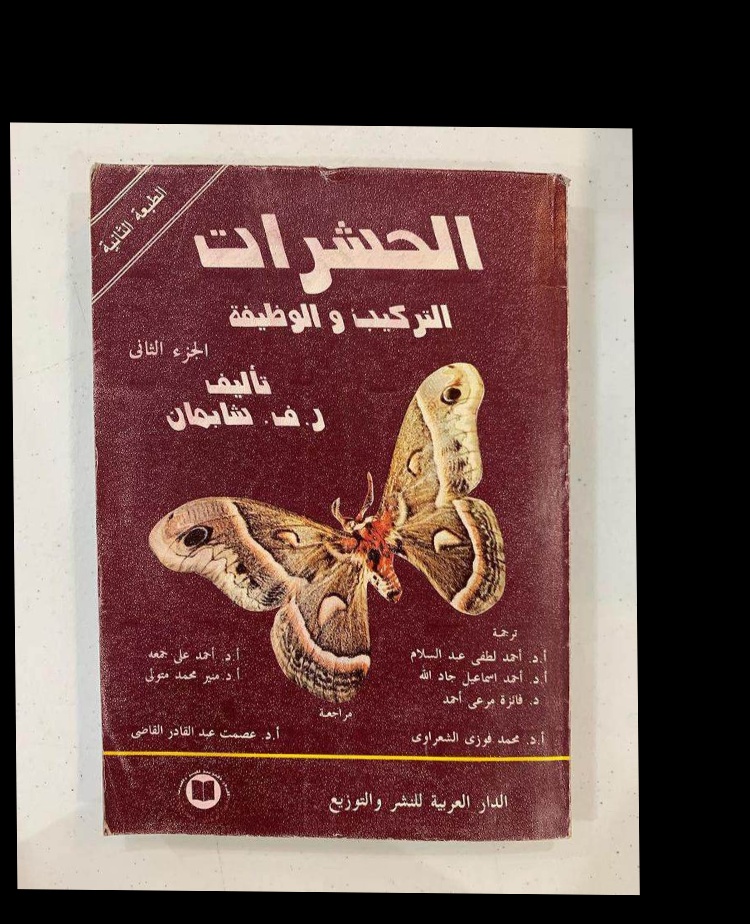 الطبعة الثانية
الحشرات
التركيب و الوظيفة
الجزء الثانى
تأليف
ر. ف. شابمان
ترجمة
أ.د. أحمد لطفى عبد السلام
أ.د. أحمد على جمعه
أ.د. أحمد اسماعيل جاد الله
أ.د. منير محمد متولى
د. فائزة مرعى أحمد
مراجعة
أ.د. محمد فوزى الشعراوى
أ.د. عصمت عبد القادر القاضى
الدار العربية للنشر والتوزيع